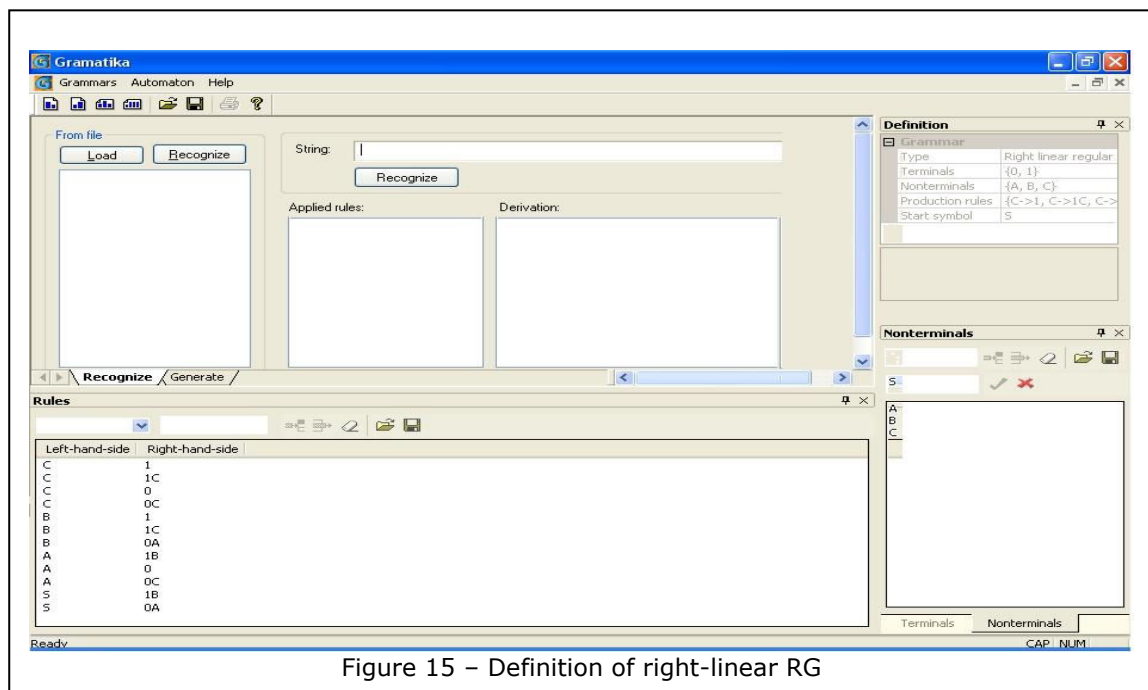 Gramatika
Grammars Automaton Help
From file
Load Recognize
String:
Recognize
Applied rules: Derivation:
Recognize Generate
Definition
Grammar
Type Right linear regular
Terminals {0, 1}
Nonterminals {A, B, C}
Production rules {C->1, C->1C, C->
Start symbol S
Nonterminals
S
A
B
C
Terminals Nonterminals
Rules
Left-hand-side Right-hand-side
C 1
C 1C
C 0
C 0C
B 1
B 1C
B 0A
A 1B
A 0
A 0C
S 1B
S 0A
Ready CAP NUM
Figure 15 – Definition of right-linear RG